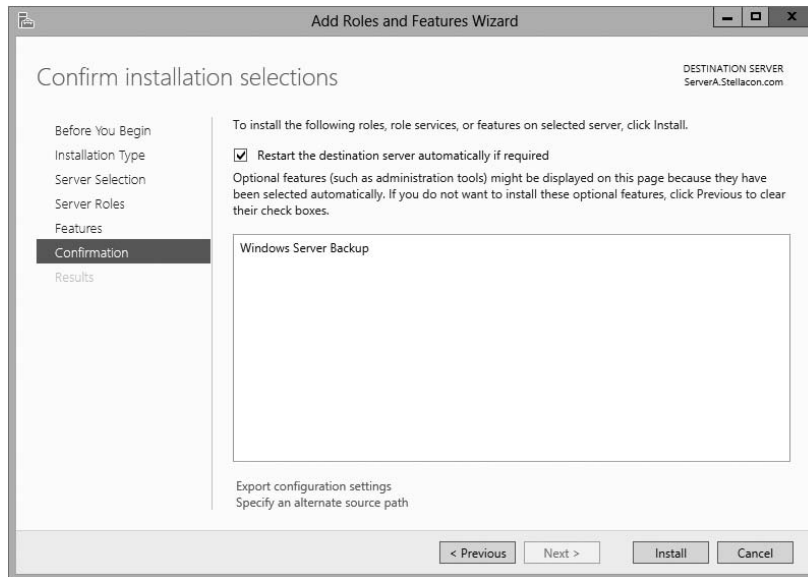 Add Roles and Features Wizard
Confirm installation selections
DESTINATION SERVER
ServerA.Stellacon.com
Before You Begin
Installation Type
Server Selection
Server Roles
Features
Confirmation
Results
To install the following roles, role services, or features on selected server, click Install.
Restart the destination server automatically if required
Optional features (such as administration tools) might be displayed on this page because they have
been selected automatically. If you do not want to install these optional features, click Previous to clear
their check boxes.
Windows Server Backup
Export configuration settings
Specify an alternate source path
< Previous
Next >
Install
Cancel